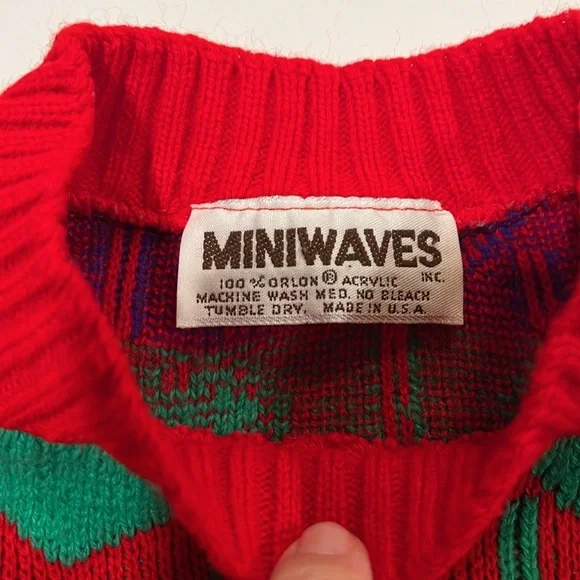 MINIWAVES
INC.
100% ORLON® ACRYLIC
MACHINE WASH MED. NO BLEACH
TUMBLE DRY. MADE IN U.S.A.